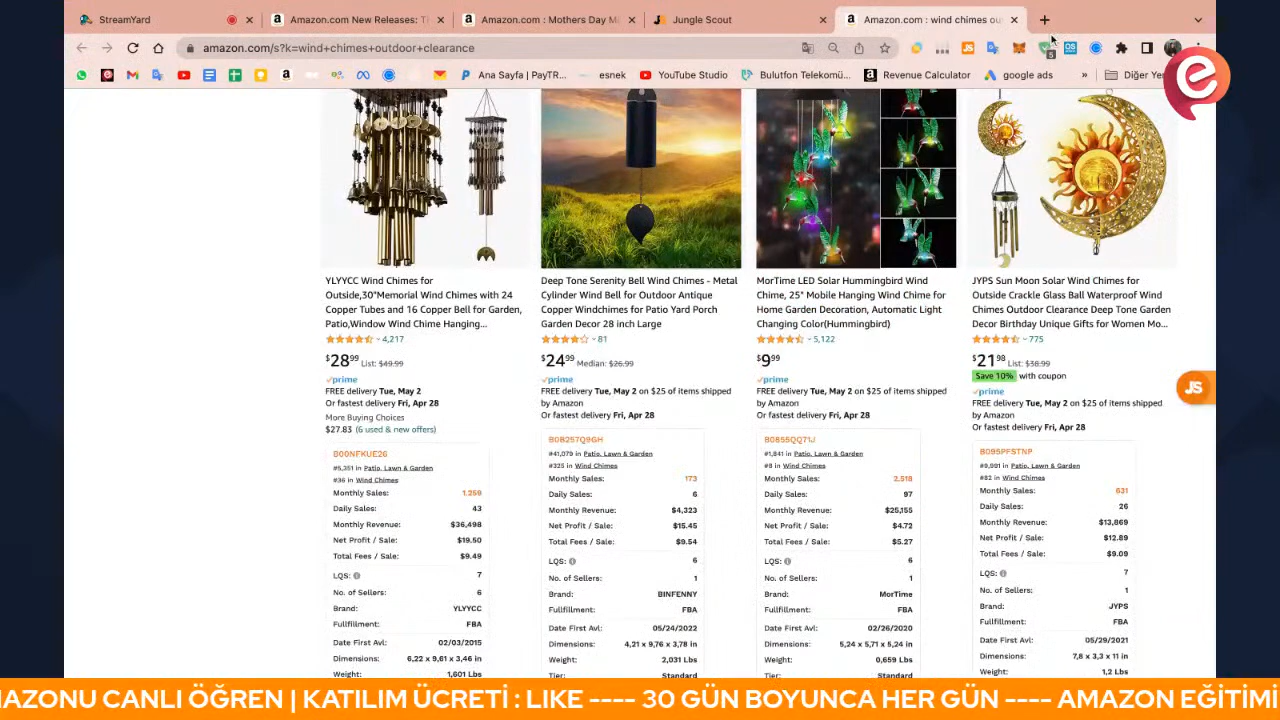 StreamYard
Amazon.com New Releases: T
Amazon.com : Mothers Day M
Jungle Scout
Amazon.com : wind chimes ou
amazon.com/s?k=wind+chimes+outdoor+clearance
Ana Sayfa | PayTR...
esnek
YouTube Studio
Bulutfon Telekomü...
Revenue Calculator
google ads
»
Diğer Yer
YLYYCC Wind Chimes for
Outside,30"Memorial Wind Chimes with 24
Copper Tubes and 16 Copper Bell for Garden,
Patio,Window Wind Chime Hanging...
4,217
$28⁹⁹ List: $49.99
prime
FREE delivery Tue, May 2
Or fastest delivery Fri, Apr 28
More Buying Choices
$27.83 (6 used & new offers)
B00NFKUE26
#5,351 in Patio, Lawn & Garden
#36 in Wind Chimes
Monthly Sales: 1.259
Daily Sales: 43
Monthly Revenue: $36,498
Net Profit / Sale: $19.50
Total Fees / Sale: $9.49
LQS: 7
No. of Sellers: 6
Brand: YLYYCC
Fullfillment: FBA
Date First Avl: 02/03/2015
Dimensions: 6,22 x 9,61 x 3,46 in
Weight: 1,601 Lbs
Deep Tone Serenity Bell Wind Chimes - Metal
Cylinder Wind Bell for Outdoor Antique
Copper Windchimes for Patio Yard Porch
Garden Decor 28 inch Large
81
$24⁹⁹ Median: $26.99
prime
FREE delivery Tue, May 2 on $25 of items shipped
by Amazon
Or fastest delivery Fri, Apr 28
B0B257Q9GH
#41,079 in Patio, Lawn & Garden
#325 in Wind Chimes
Monthly Sales: 173
Daily Sales: 6
Monthly Revenue: $4,323
Net Profit / Sale: $15.45
Total Fees / Sale: $9.54
LQS: 6
No. of Sellers: 1
Brand: BINFENNY
Fullfillment: FBA
Date First Avl: 05/24/2022
Dimensions: 4,21 x 9,76 x 3,78 in
Weight: 2,031 Lbs
Tier: Standard
MorTime LED Solar Hummingbird Wind
Chime, 25" Mobile Hanging Wind Chime for
Home Garden Decoration, Automatic Light
Changing Color(Hummingbird)
5,122
$9⁹⁹
prime
FREE delivery Tue, May 2 on $25 of items shipped
by Amazon
Or fastest delivery Fri, Apr 28
B0855QQ71J
#1,841 in Patio, Lawn & Garden
#8 in Wind Chimes
Monthly Sales: 2.518
Daily Sales: 97
Monthly Revenue: $25,155
Net Profit / Sale: $4.72
Total Fees / Sale: $5.27
LQS: 6
No. of Sellers: 1
Brand: MorTime
Fullfillment: FBA
Date First Avl: 02/26/2020
Dimensions: 5,24 x 5,71 x 5,24 in
Weight: 0,659 Lbs
Tier: Standard
JYPS Sun Moon Solar Wind Chimes for
Outside Crackle Glass Ball Waterproof Wind
Chimes Outdoor Clearance Deep Tone Garden
Decor Birthday Unique Gifts for Women Mo...
775
$21⁹⁸ List: $38.99
Save 10% with coupon
prime
FREE delivery Tue, May 2 on $25 of items shipped
by Amazon
Or fastest delivery Fri, Apr 28
B095PFSTNP
#9,991 in Patio, Lawn & Garden
#82 in Wind Chimes
Monthly Sales: 631
Daily Sales: 26
Monthly Revenue: $13,869
Net Profit / Sale: $12.89
Total Fees / Sale: $9.09
LQS: 7
No. of Sellers: 1
Brand: JYPS
Fullfillment: FBA
Date First Avl: 05/29/2021
Dimensions: 7,8 x 3,3 x 11 in
Weight: 1,2 Lbs
JS
MAZONU CANLI ÖĞREN | KATILIM ÜCRETİ : LIKE ---- 30 GÜN BOYUNCA HER GÜN ---- AMAZON EĞİTİMİ